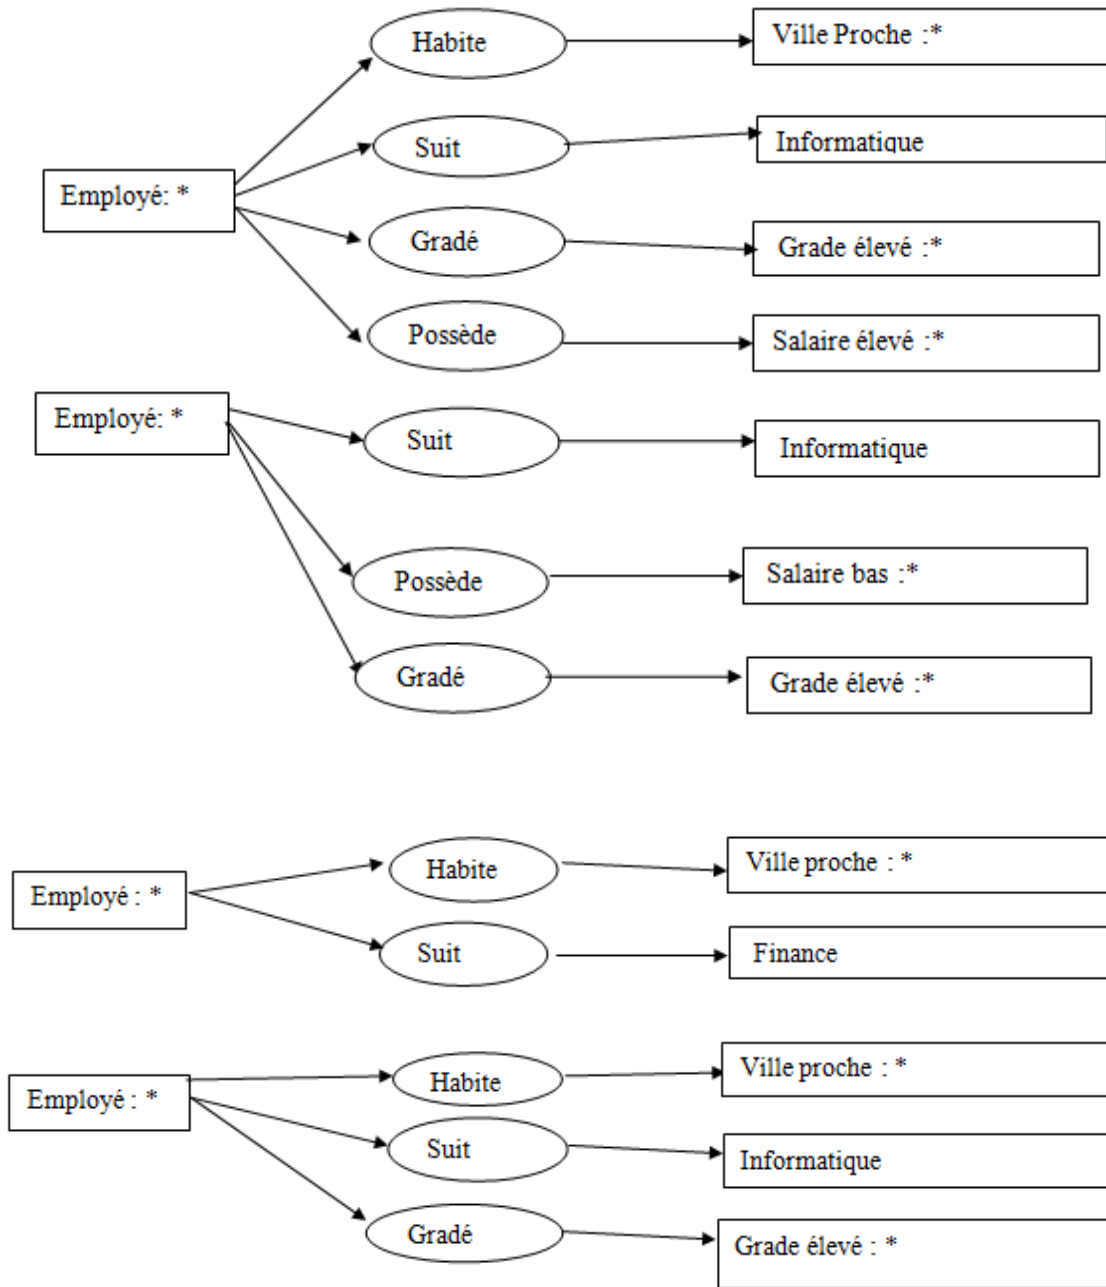 Habite
Ville Proche :*
Suit
Informatique
Employé: *
Gradé
Grade élevé :*
Possède
Salaire élevé :*
Employé: *
Suit
Informatique
Possède
Salaire bas :*
Gradé
Grade élevé :*
Habite
Ville proche : *
Employé : *
Suit
Finance
Habite
Ville proche : *
Employé : *
Suit
Informatique
Gradé
Grade élevé : *